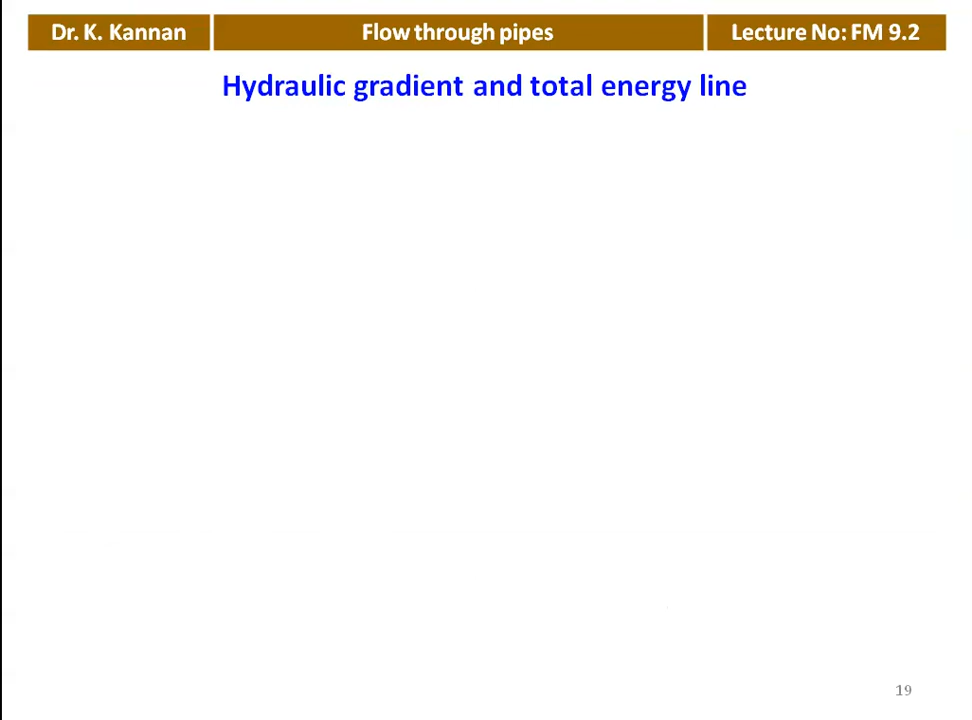 Dr. K. Kannan
Flow through pipes
Lecture No: FM 9.2
Hydraulic gradient and total energy line
19